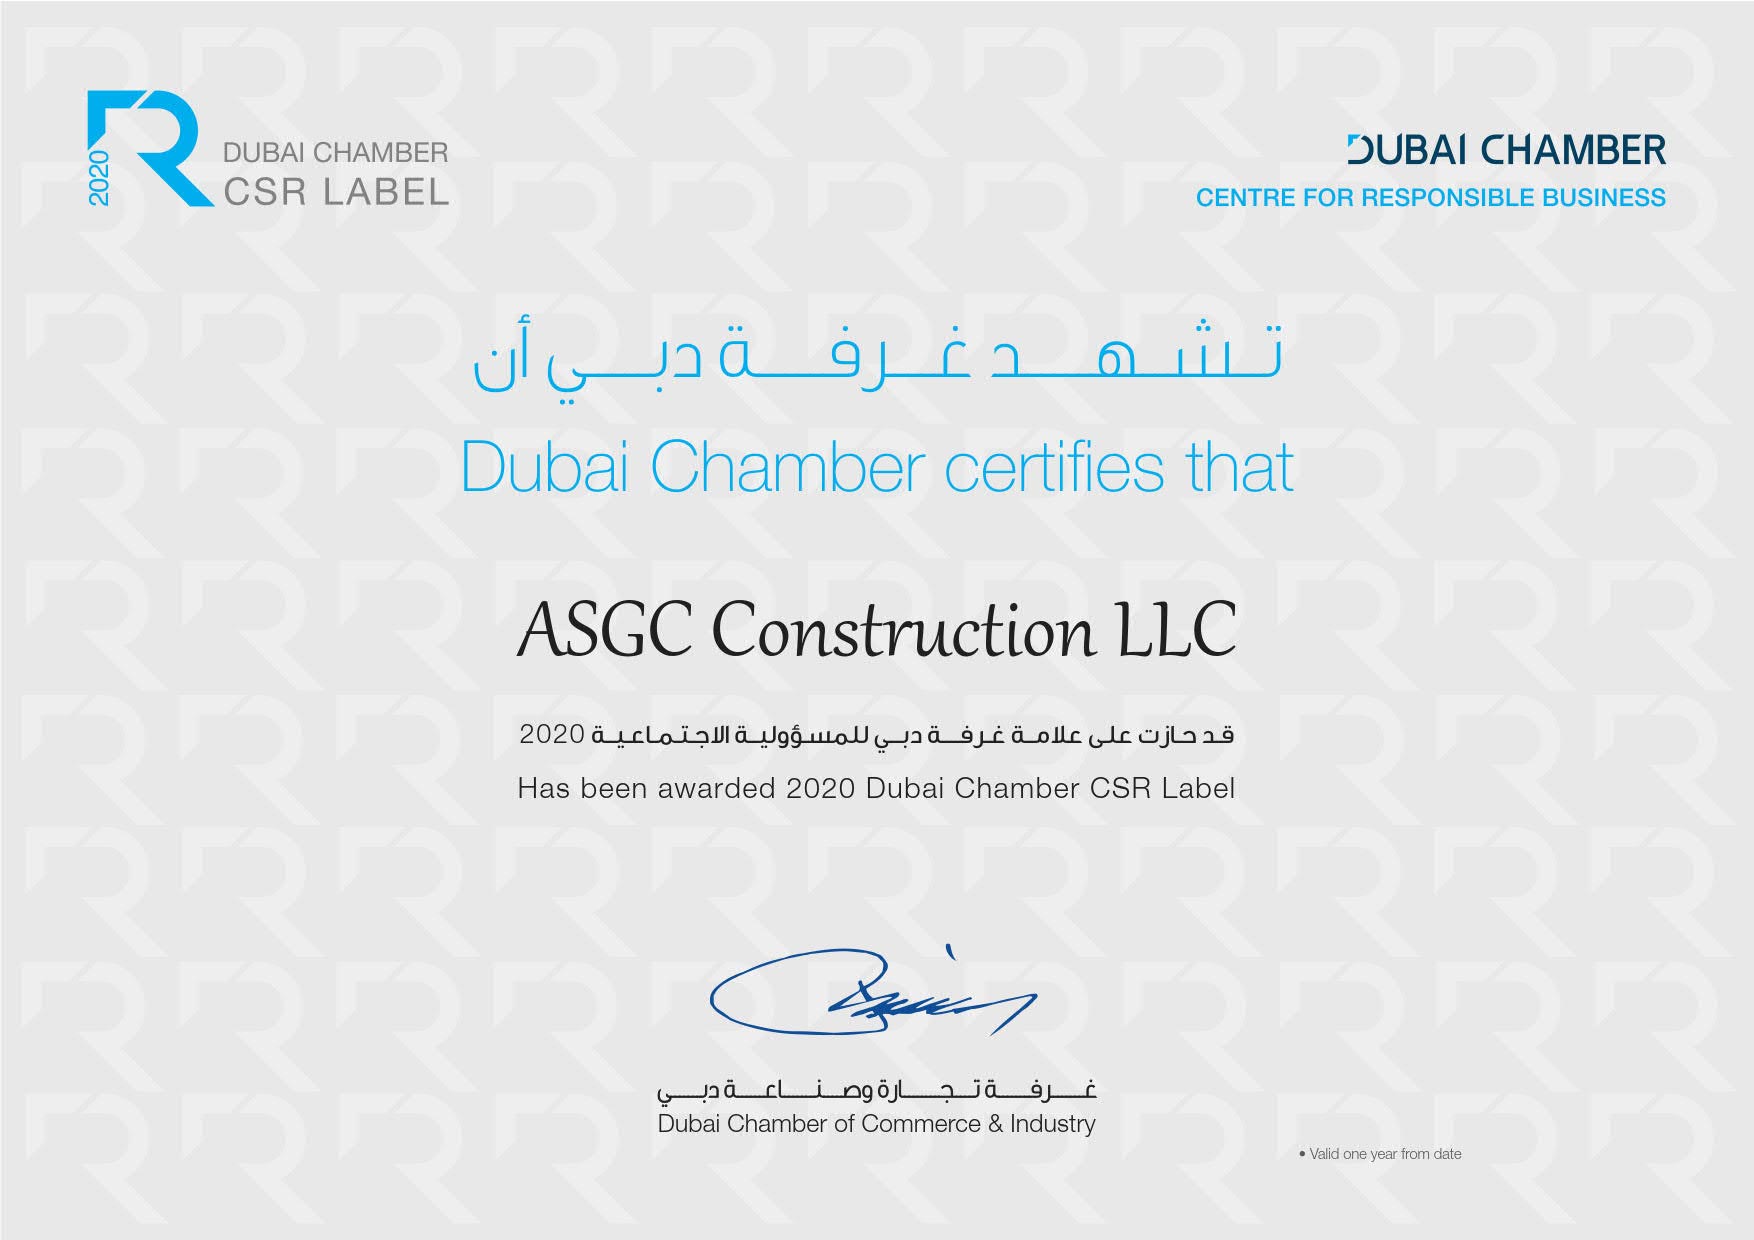 2020
DUBAI CHAMBER
CSR LABEL
DUBAI CHAMBER
CENTRE FOR RESPONSIBLE BUSINESS
تشهد غرفة دبي أن
Dubai Chamber certifies that
ASGC Construction LLC
قد حازت على علامة غرفة دبي للمسؤولية الاجتماعية 2020
Has been awarded 2020 Dubai Chamber CSR Label
غرفة تجارة وصناعة دبي
Dubai Chamber of Commerce & Industry
• Valid one year from date